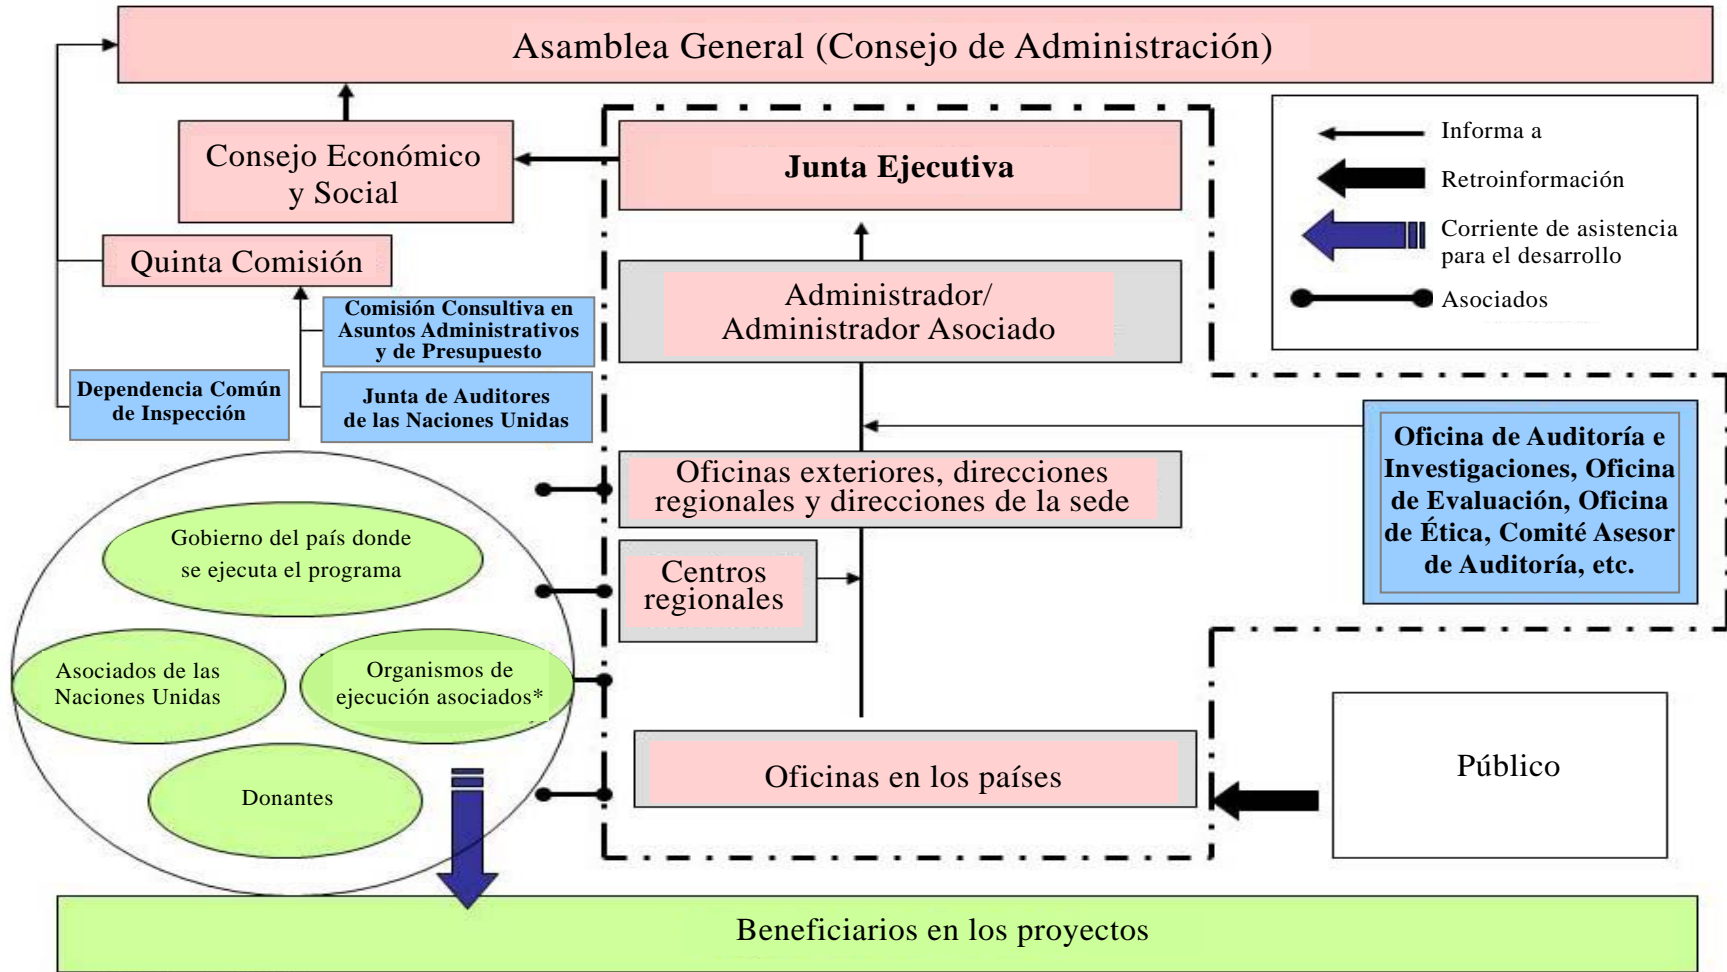 Asamblea General (Consejo de Administración)
Consejo Económico
y Social
Junta Ejecutiva
Informa a
Retroinformación
Corriente de asistencia
para el desarrollo
Asociados
Quinta Comisión
Administrador/
Administrador Asociado
Comisión Consultiva en
Asuntos Administrativos
y de Presupuesto
Dependencia Común
de Inspección
Junta de Auditores
de las Naciones Unidas
Oficina de Auditoría e
Investigaciones, Oficina
de Evaluación, Oficina
de Ética, Comité Asesor
de Auditoría, etc.
Oficinas exteriores, direcciones
regionales y direcciones de la sede
Gobierno del país donde
se ejecuta el programa
Centros
regionales
Asociados de las
Naciones Unidas
Organismos de
ejecución asociados*
Donantes
Oficinas en los países
Público
Beneficiarios en los proyectos